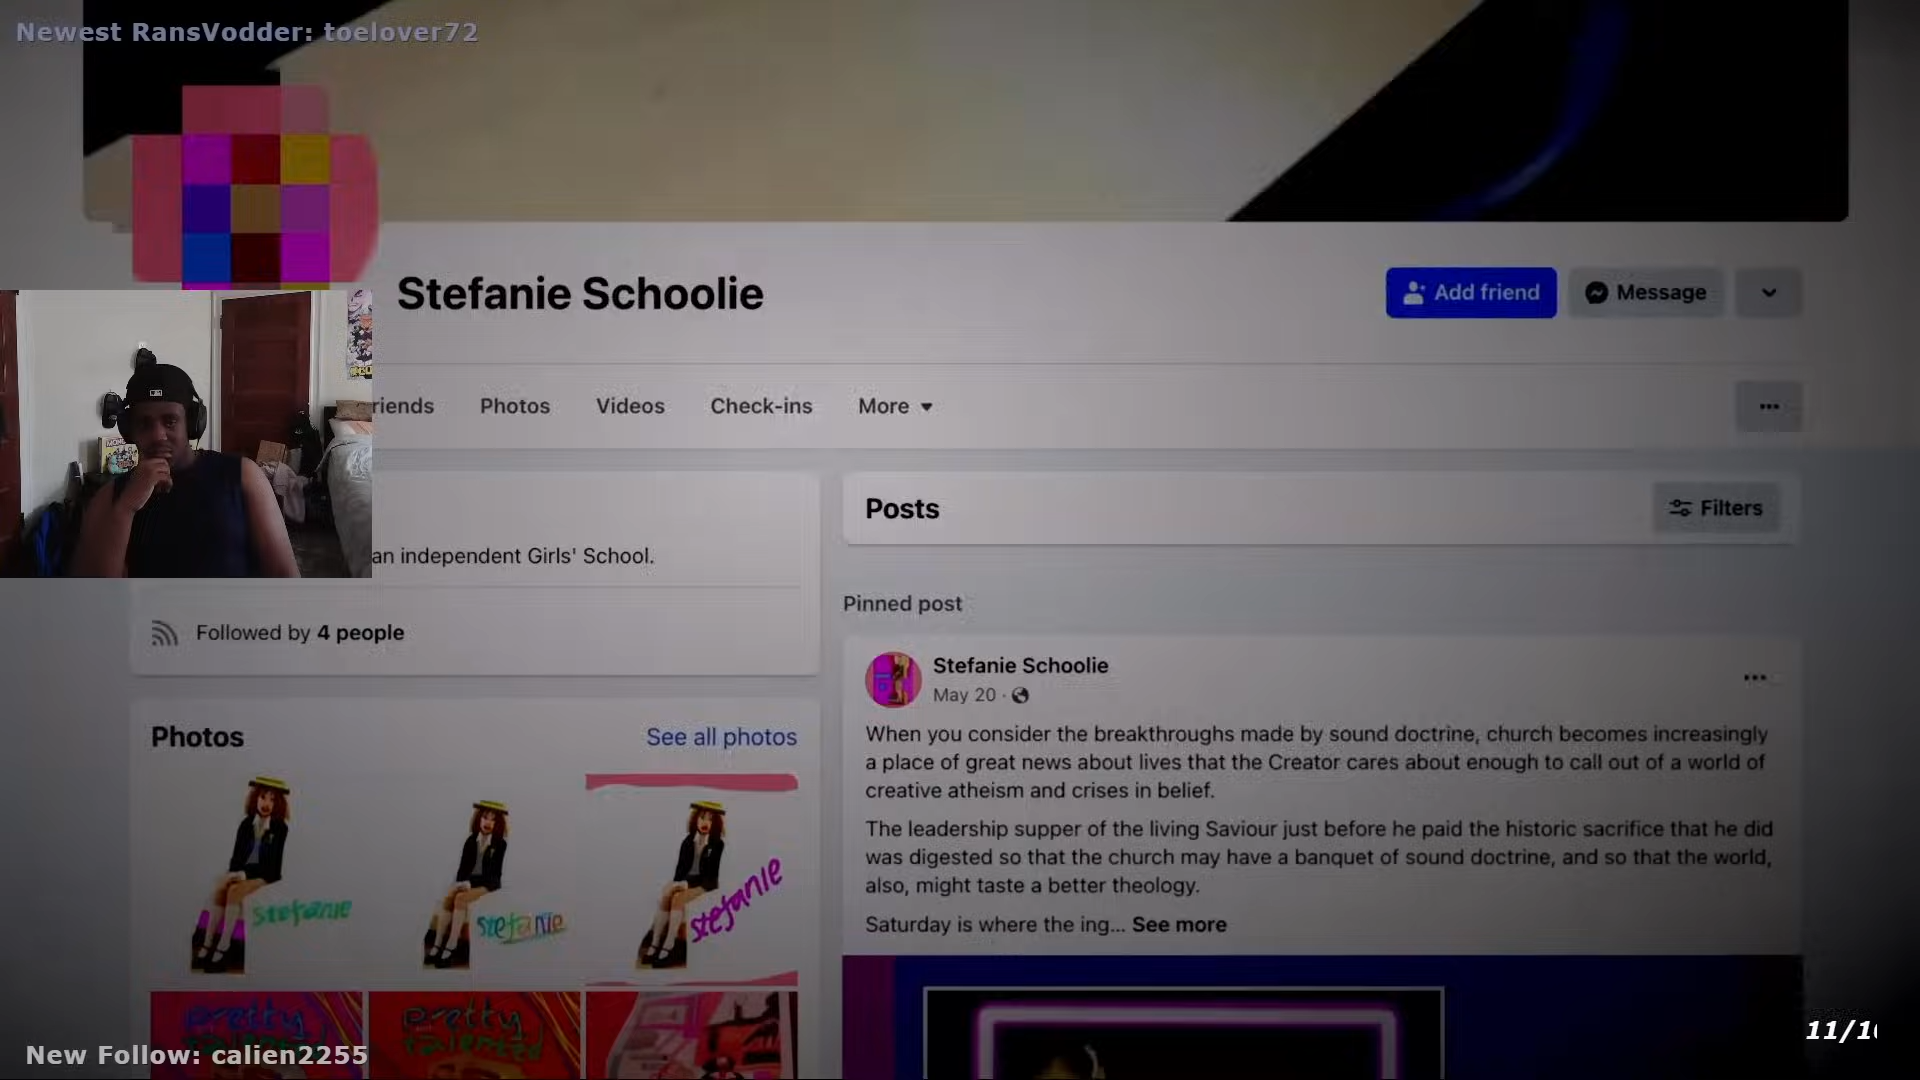 Newest RansVodder: toelover72
Stefanie Schoolie
Add friend
Message
riends
Photos
Videos
Check-ins
More
an independent Girls' School.
Followed by 4 people
Photos
See all photos
stefanie
stefanie
stefanie
pretty
talented
pretty
talented
Posts
Filters
Pinned post
Stefanie Schoolie
May 20 ·
When you consider the breakthroughs made by sound doctrine, church becomes increasingly
a place of great news about lives that the Creator cares about enough to call out of a world of
creative atheism and crises in belief.
The leadership supper of the living Saviour just before he paid the historic sacrifice that he did
was digested so that the church may have a banquet of sound doctrine, and so that the world,
also, might taste a better theology.
Saturday is where the ing... See more
New Follow: calien2255
11/1